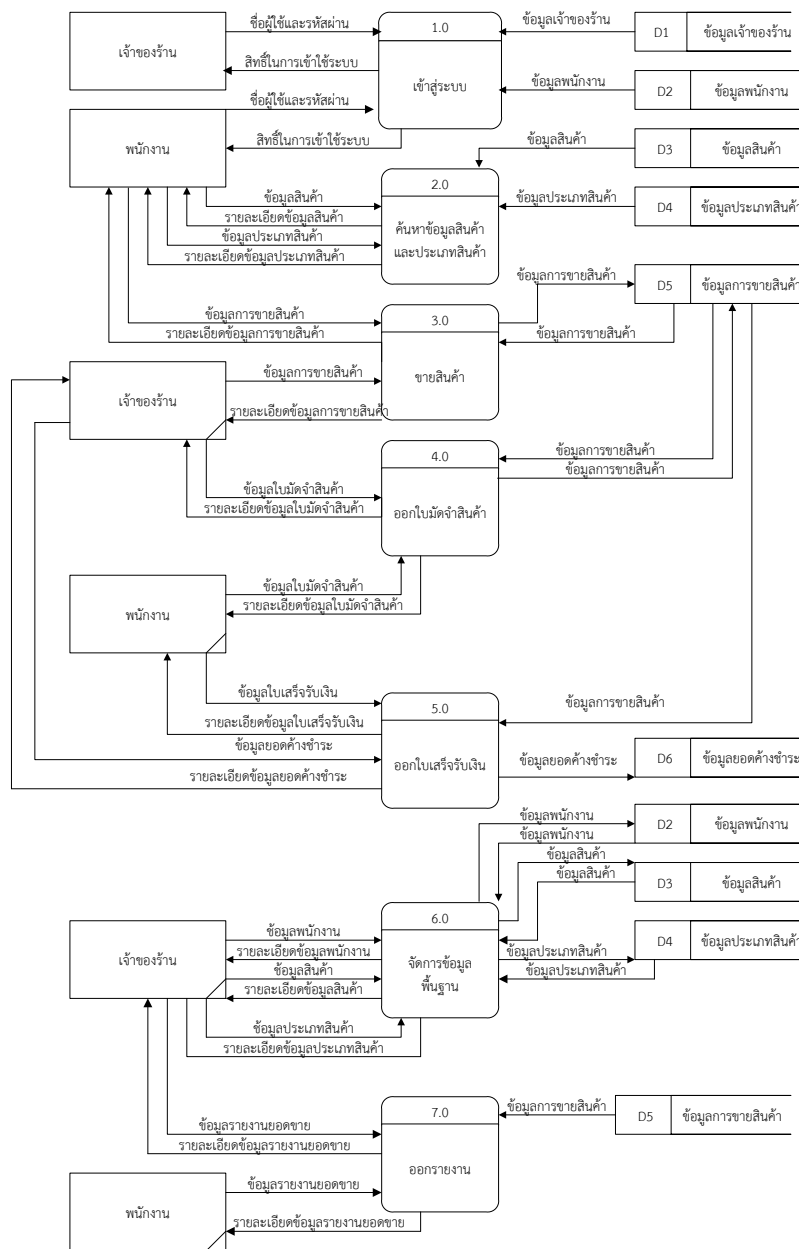 ชื่อผู้ใช้และรหัสผ่าน
1.0
ข้อมูลเจ้าของร้าน
D1
ข้อมูลเจ้าของร้าน
เจ้าของร้าน
สิทธิ์ในการเข้าใช้ระบบ
เข้าสู่ระบบ
ชื่อผู้ใช้และรหัสผ่าน
ข้อมูลพนักงาน
D2
ข้อมูลพนักงาน
พนักงาน
สิทธิ์ในการเข้าใช้ระบบ
ข้อมูลสินค้า
D3
ข้อมูลสินค้า
2.0
ข้อมูลสินค้า
รายละเอียดข้อมูลสินค้า
ข้อมูลประเภทสินค้า
รายละเอียดข้อมูลประเภทสินค้า
ค้นหาข้อมูลสินค้า
และประเภทสินค้า
ข้อมูลประเภทสินค้า
D4
ข้อมูลประเภทสินค้า
ข้อมูลการขายสินค้า
D5
ข้อมูลการขายสินค้า
ข้อมูลการขายสินค้า
รายละเอียดข้อมูลการขายสินค้า
3.0
ข้อมูลการขายสินค้า
เจ้าของร้าน
ข้อมูลการขายสินค้า
ขายสินค้า
รายละเอียดข้อมูลการขายสินค้า
4.0
ข้อมูลการขายสินค้า
ข้อมูลการขายสินค้า
ข้อมูลใบมัดจำสินค้า
รายละเอียดข้อมูลใบมัดจำสินค้า
ออกใบมัดจำสินค้า
พนักงาน
ข้อมูลใบมัดจำสินค้า
รายละเอียดข้อมูลใบมัดจำสินค้า
ข้อมูลใบเสร็จรับเงิน
5.0
ข้อมูลการขายสินค้า
รายละเอียดข้อมูลใบเสร็จรับเงิน
ข้อมูลยอดค้างชำระ
รายละเอียดข้อมูลยอดค้างชำระ
ออกใบเสร็จรับเงิน
ข้อมูลยอดค้างชำระ
D6
ข้อมูลยอดค้างชำระ
ข้อมูลพนักงาน
D2
ข้อมูลพนักงาน
ข้อมูลพนักงาน
ข้อมูลสินค้า
ข้อมูลสินค้า
D3
ข้อมูลสินค้า
6.0
เจ้าของร้าน
ข้อมูลพนักงาน
รายละเอียดข้อมูลพนักงาน
ข้อมูลสินค้า
รายละเอียดข้อมูลสินค้า
จัดการข้อมูล
พื้นฐาน
ข้อมูลประเภทสินค้า
ข้อมูลประเภทสินค้า
D4
ข้อมูลประเภทสินค้า
ข้อมูลประเภทสินค้า
รายละเอียดข้อมูลประเภทสินค้า
7.0
ข้อมูลการขายสินค้า
D5
ข้อมูลการขายสินค้า
ข้อมูลรายงานยอดขาย
รายละเอียดข้อมูลรายงานยอดขาย
ออกรายงาน
พนักงาน
ข้อมูลรายงานยอดขาย
รายละเอียดข้อมูลรายงานยอดขาย